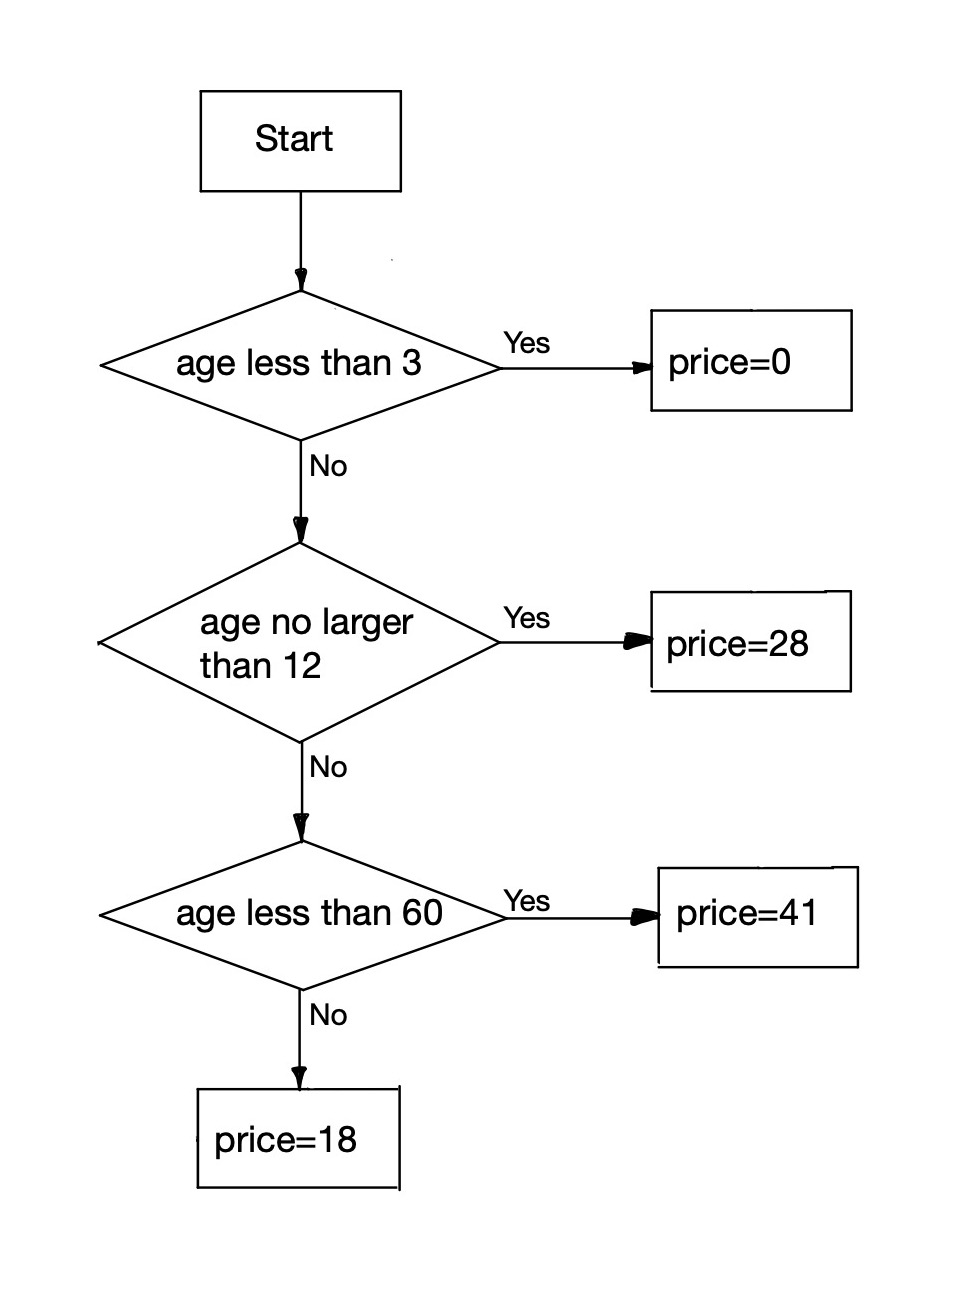 Start
age less than 3
Yes
price=0
No
age no larger
than 12
Yes
price=28
No
age less than 60
Yes
price=41
No
price=18